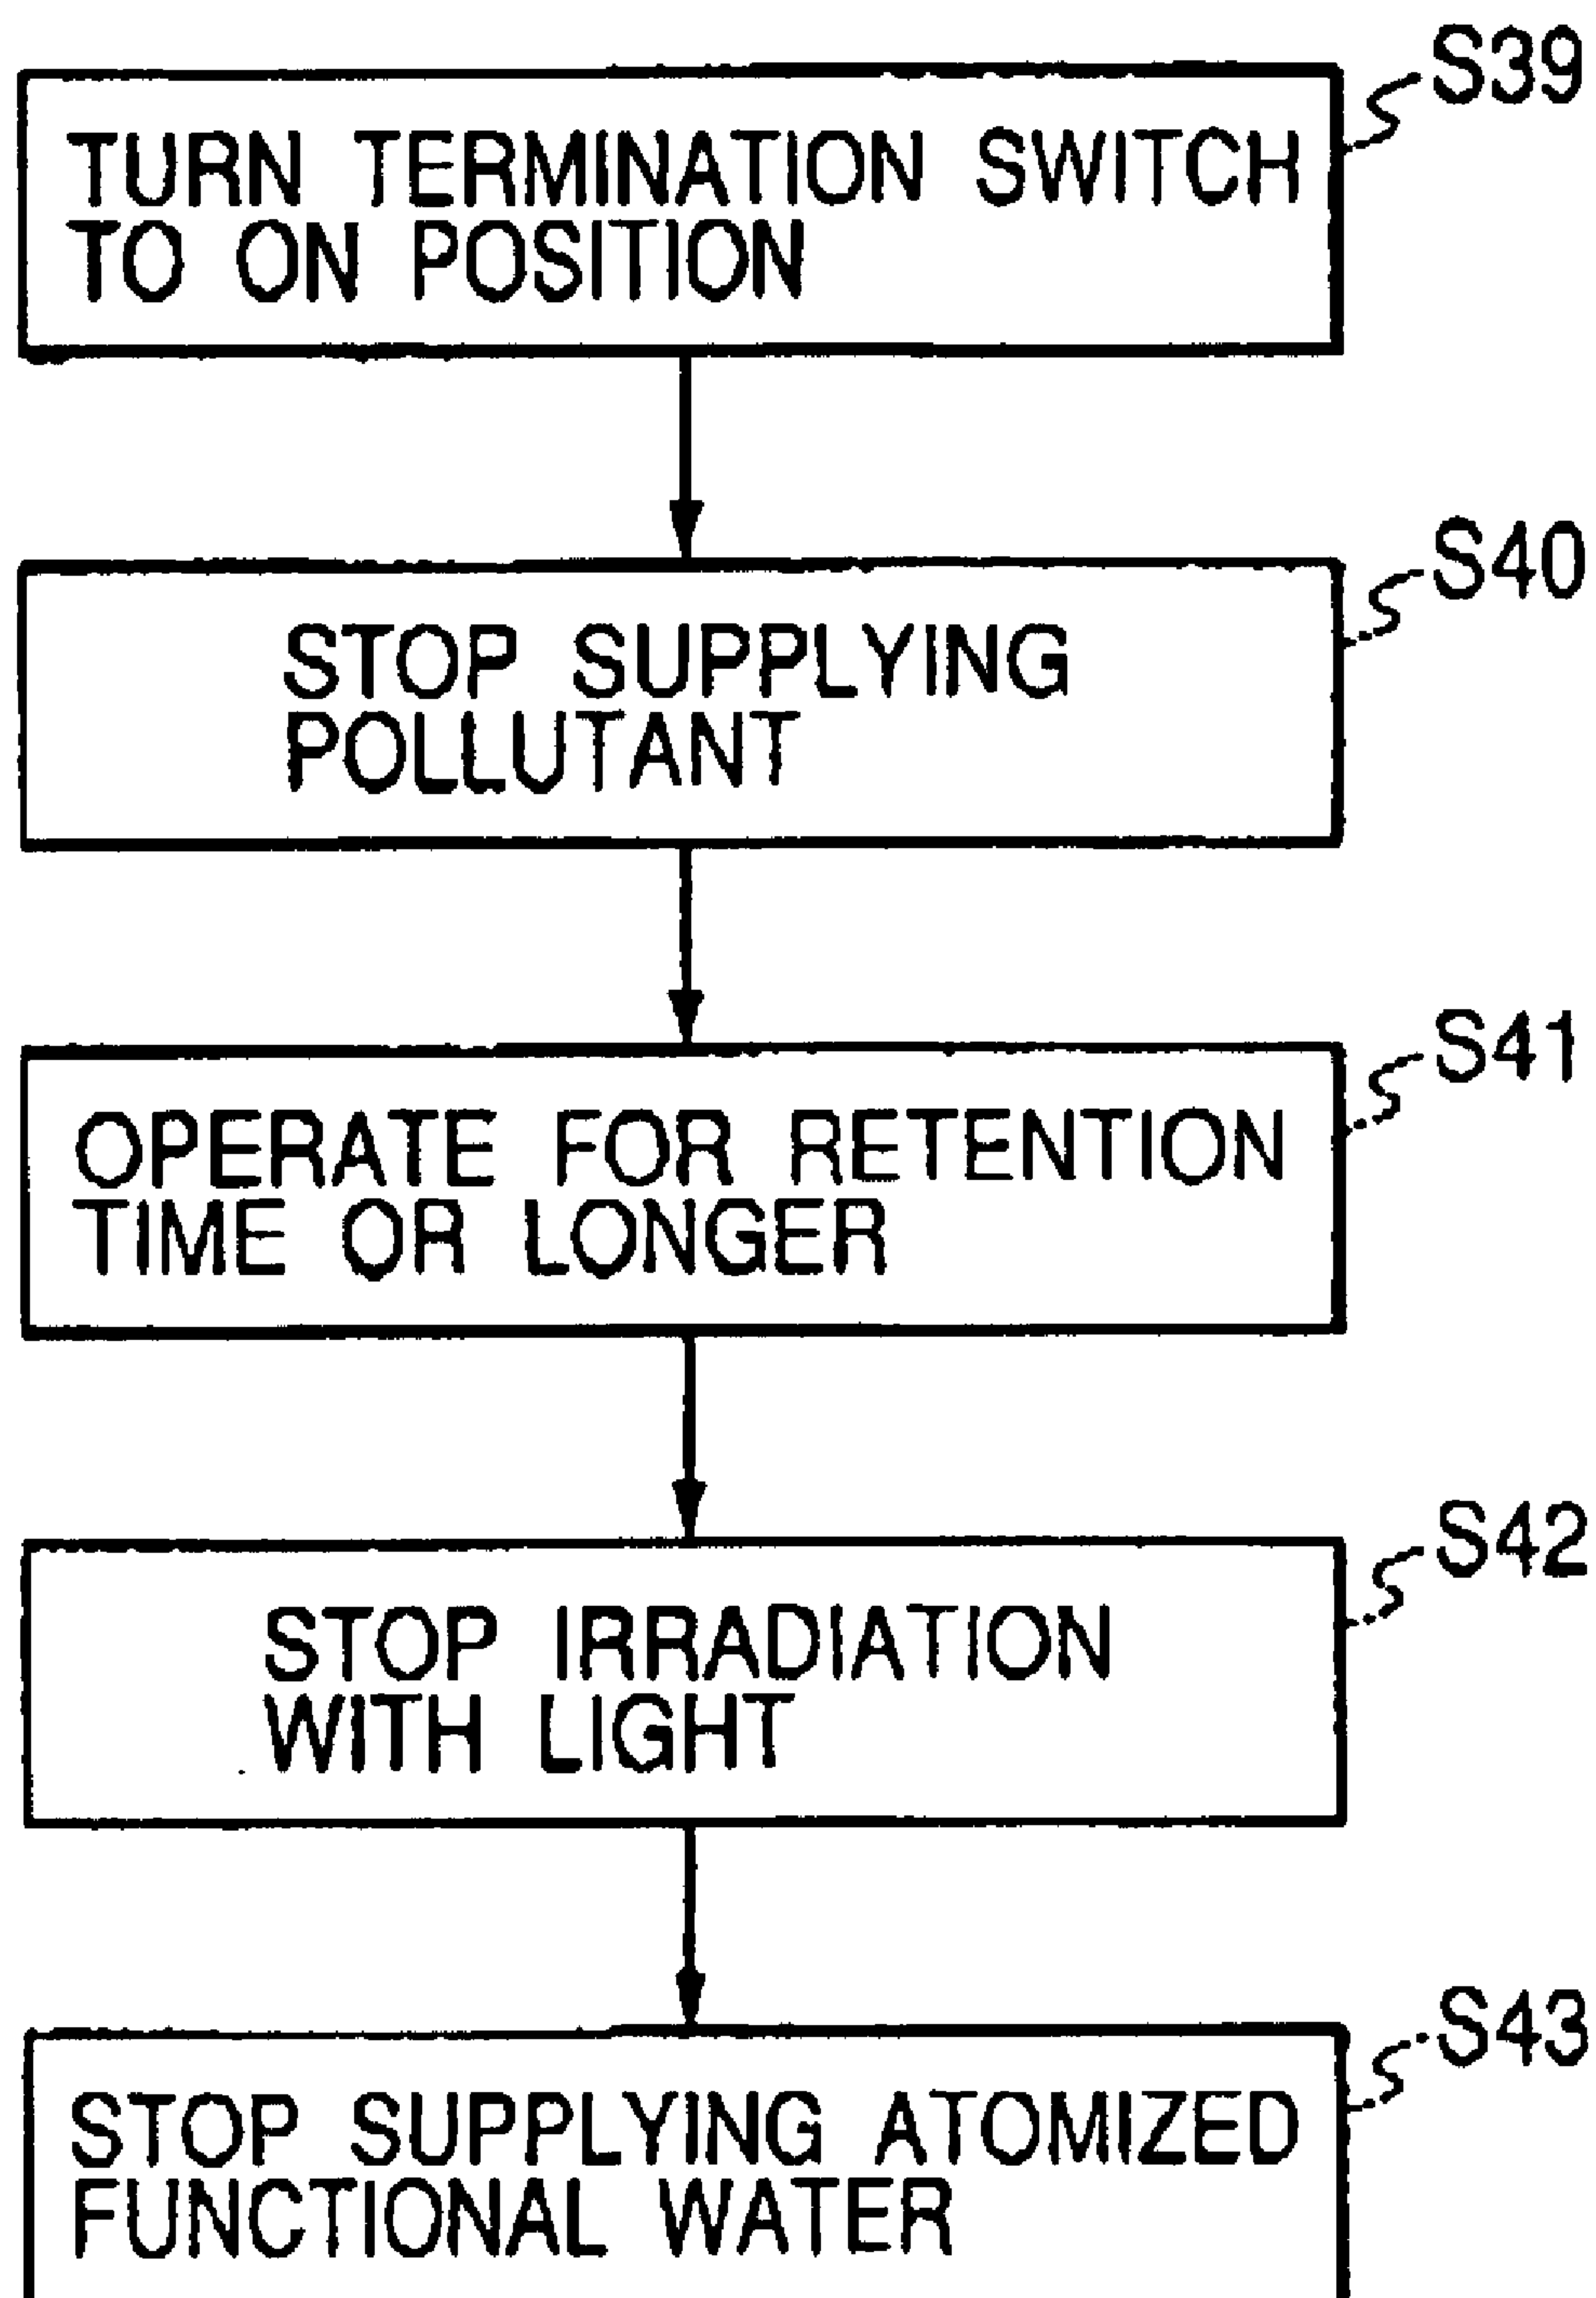 S39
TURN TERMINATION SWITCH
TO ON POSITION
S40
STOP SUPPLYING
POLLUTANT
S41
OPERATE FOR RETENTION
TIME OR LONGER
S42
STOP IRRADIATION
WITH LIGHT
S43
STOP SUPPLYING ATOMIZED
FUNCTIONAL WATER